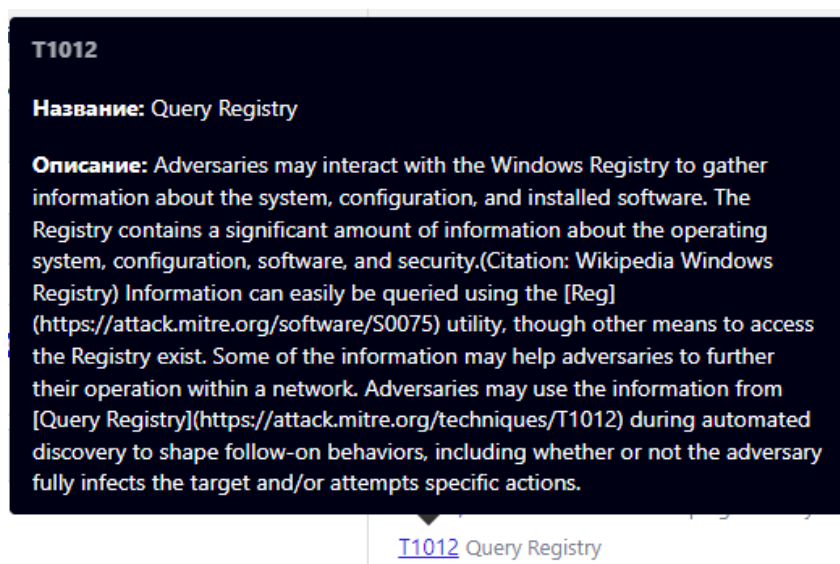 T1012
Название: Query Registry
Описание: Adversaries may interact with the Windows Registry to gather
information about the system, configuration, and installed software. The
Registry contains a significant amount of information about the operating
system, configuration, software, and security.(Citation: Wikipedia Windows
Registry) Information can easily be queried using the [Reg]
(https://attack.mitre.org/software/S0075) utility, though other means to access
the Registry exist. Some of the information may help adversaries to further
their operation within a network. Adversaries may use the information from
[Query Registry](https://attack.mitre.org/techniques/T1012) during automated
discovery to shape follow-on behaviors, including whether or not the adversary
fully infects the target and/or attempts specific actions.
T1012 Query Registry